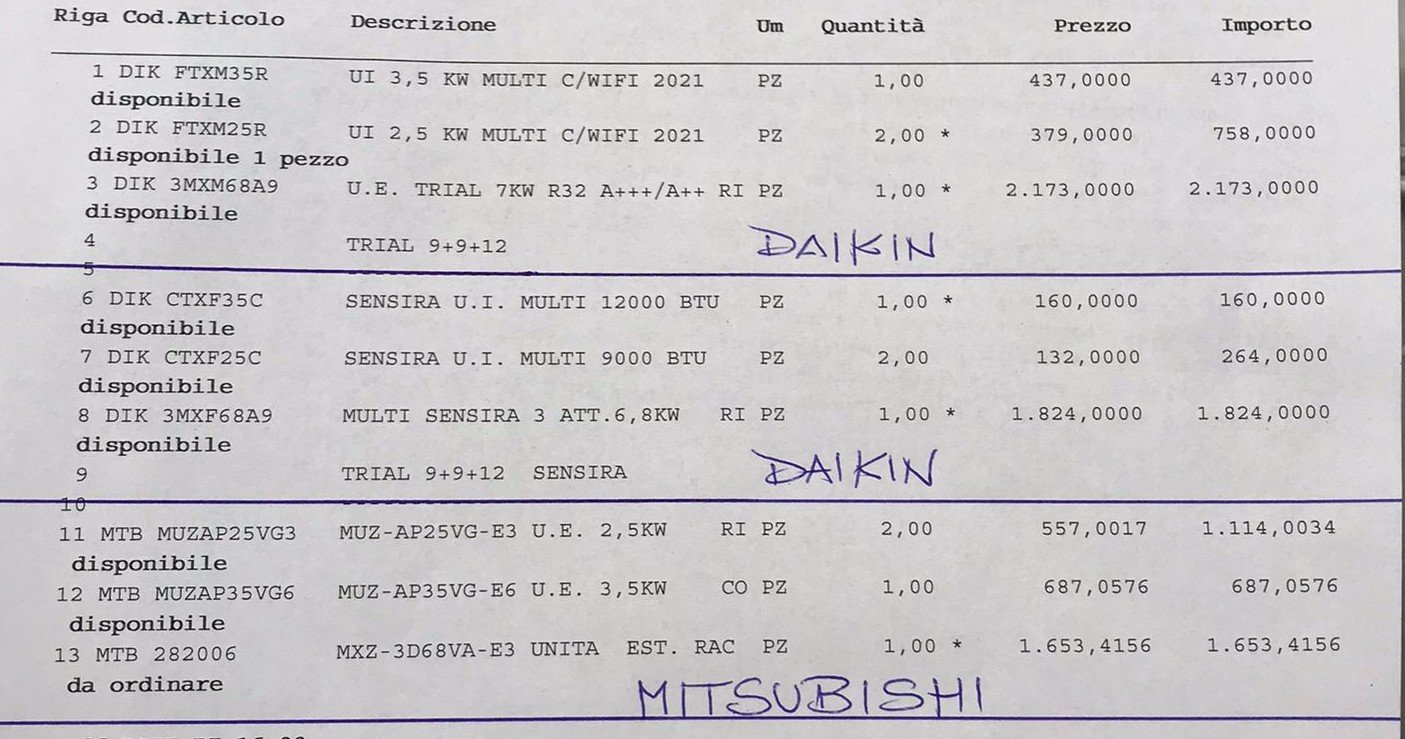 Riga Cod.Articolo Descrizione Um Quantità Prezzo Importo
1 DIK FTXM35R UI 3,5 KW MULTI C/WIFI 2021 PZ 1,00 437,0000 437,0000
disponibile
2 DIK FTXM25R UI 2,5 KW MULTI C/WIFI 2021 PZ 2,00 * 379,0000 758,0000
disponibile 1 pezzo
3 DIK 3MXM68A9 U.E. TRIAL 7KW R32 A+++/A++ RI PZ 1,00 * 2.173,0000 2.173,0000
disponibile
4 TRIAL 9+9+12 DAIKIN
5
6 DIK CTXF35C SENSIRA U.I. MULTI 12000 BTU PZ 1,00 * 160,0000 160,0000
disponibile
7 DIK CTXF25C SENSIRA U.I. MULTI 9000 BTU PZ 2,00 132,0000 264,0000
disponibile
8 DIK 3MXF68A9 MULTI SENSIRA 3 ATT.6,8KW RI PZ 1,00 * 1.824,0000 1.824,0000
disponibile
9 TRIAL 9+9+12 SENSIRA DAIKIN
10
11 MTB MUZAP25VG3 MUZ-AP25VG-E3 U.E. 2,5KW RI PZ 2,00 557,0017 1.114,0034
disponibile
12 MTB MUZAP35VG6 MUZ-AP35VG-E6 U.E. 3,5KW CO PZ 1,00 687,0576 687,0576
disponibile
13 MTB 282006 MXZ-3D68VA-E3 UNITA EST. RAC PZ 1,00 * 1.653,4156 1.653,4156
da ordinare
MITSUBISHI